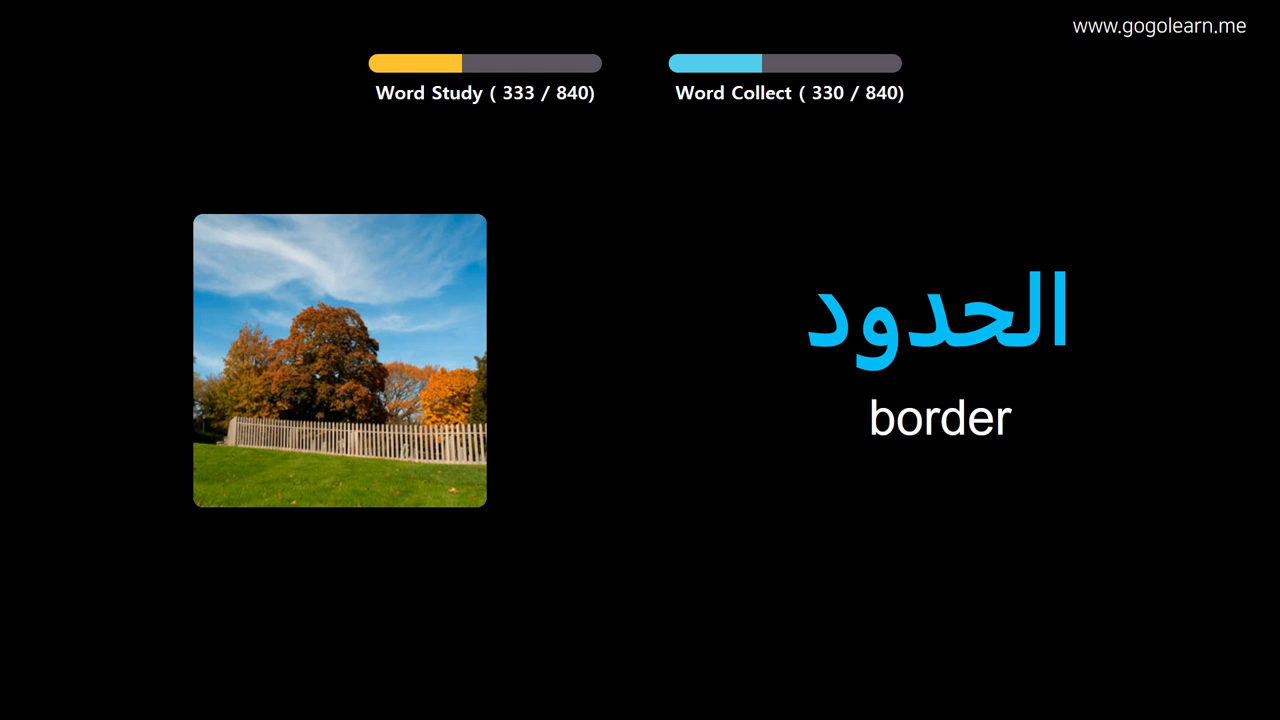 www.gogolearn.me
Word Study ( 333 / 840)
Word Collect ( 330 / 840)
الحدود
border